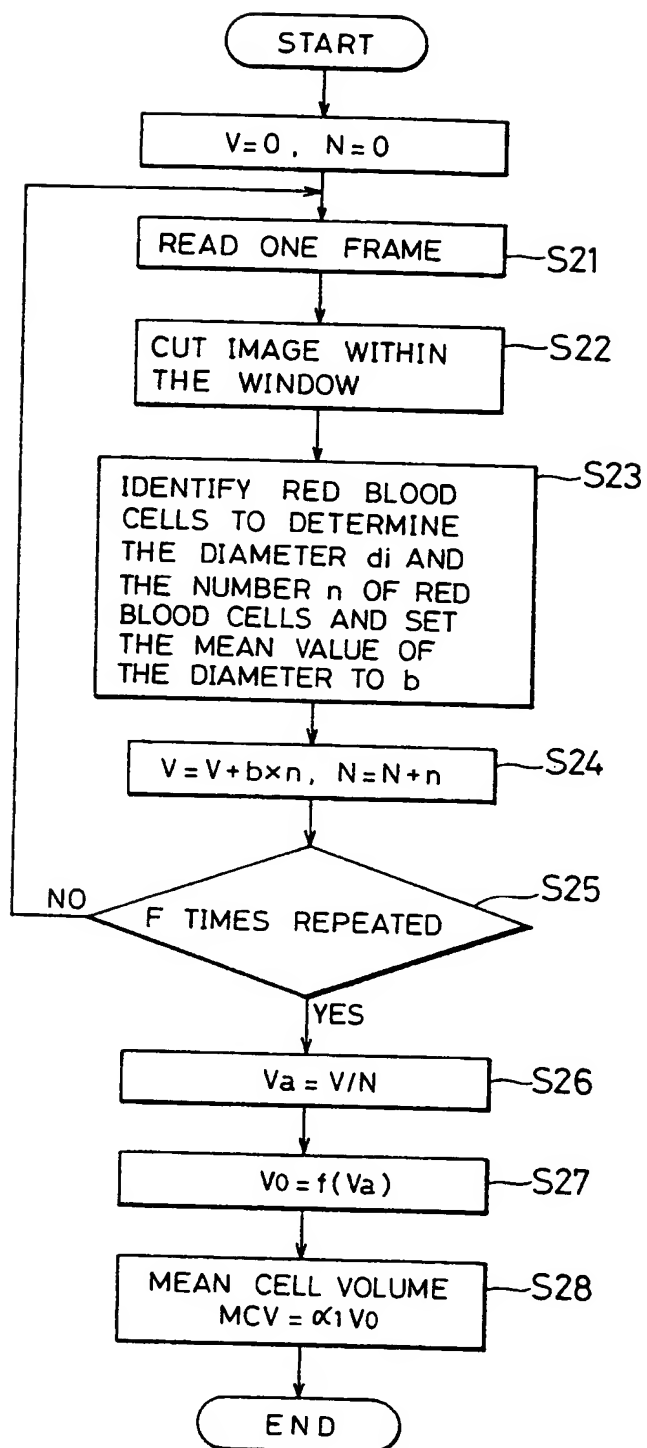 START
V=0, N=0
READ ONE FRAME
S21
CUT IMAGE WITHIN
THE WINDOW
S22
IDENTIFY RED BLOOD
CELLS TO DETERMINE
THE DIAMETER di AND
THE NUMBER n OF RED
BLOOD CELLS AND SET
THE MEAN VALUE OF
THE DIAMETER TO b
S23
V=V+b×n, N=N+n
S24
F TIMES REPEATED
S25
NO
YES
Va = V/N
S26
V0=f(Va)
S27
MEAN CELL VOLUME
MCV = α1V0
S28
END